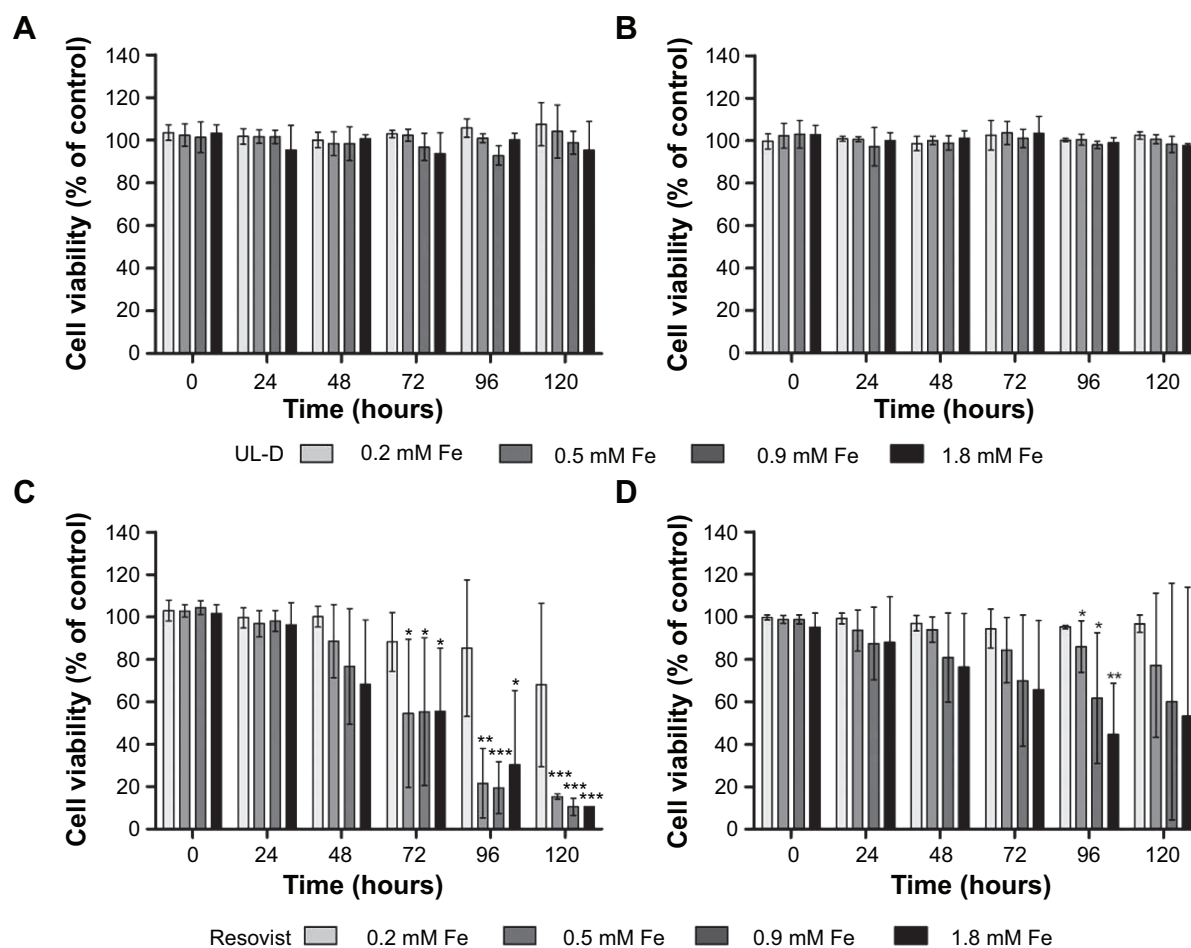 A
Cell viability (% of control)
140
120
100
80
60
40
20
0
0 24 48 72 96 120
Time (hours)
B
Cell viability (% of control)
140
120
100
80
60
40
20
0
0 24 48 72 96 120
Time (hours)
UL-D 0.2 mM Fe 0.5 mM Fe 0.9 mM Fe 1.8 mM Fe
C
Cell viability (% of control)
140
120
100
80
60
40
20
0
* * *
** *** *
*** *** ***
0 24 48 72 96 120
Time (hours)
D
Cell viability (% of control)
140
120
100
80
60
40
20
0
* * **
0 24 48 72 96 120
Time (hours)
Resovist 0.2 mM Fe 0.5 mM Fe 0.9 mM Fe 1.8 mM Fe